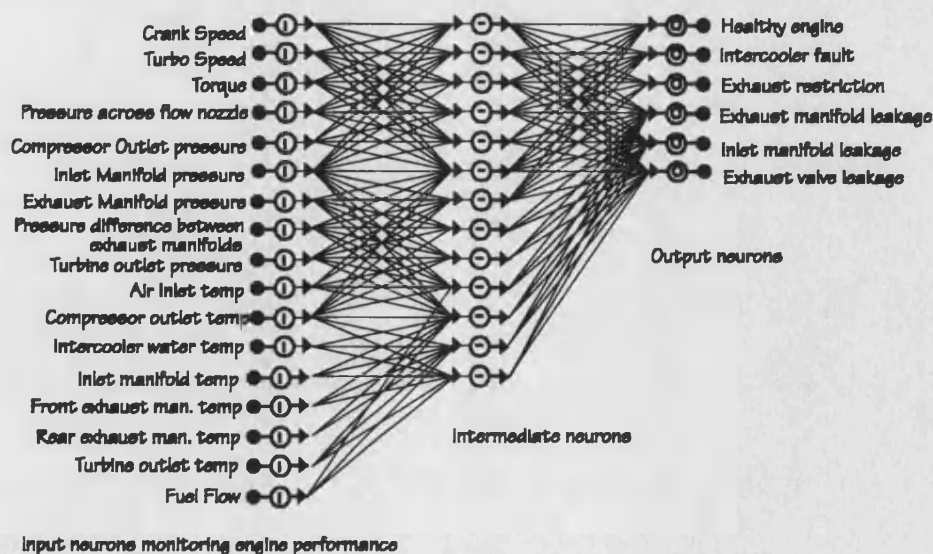 Crank Speed
Turbo Speed
Torque
Pressure across flow nozzle
Compressor Outlet pressure
Inlet Manifold pressure
Exhaust Manifold pressure
Pressure difference between
exhaust manifolds
Turbine outlet pressure
Air Inlet temp
Compressor outlet temp
Intercooler water temp
Inlet manifold temp
Front exhaust man. temp
Rear exhaust man. temp
Turbine outlet temp
Fuel Flow
Input neurons monitoring engine performance
Intermediate neurons
Healthy engine
Intercooler fault
Exhaust restriction
Exhaust manifold leakage
Inlet manifold leakage
Exhaust valve leakage
Output neurons